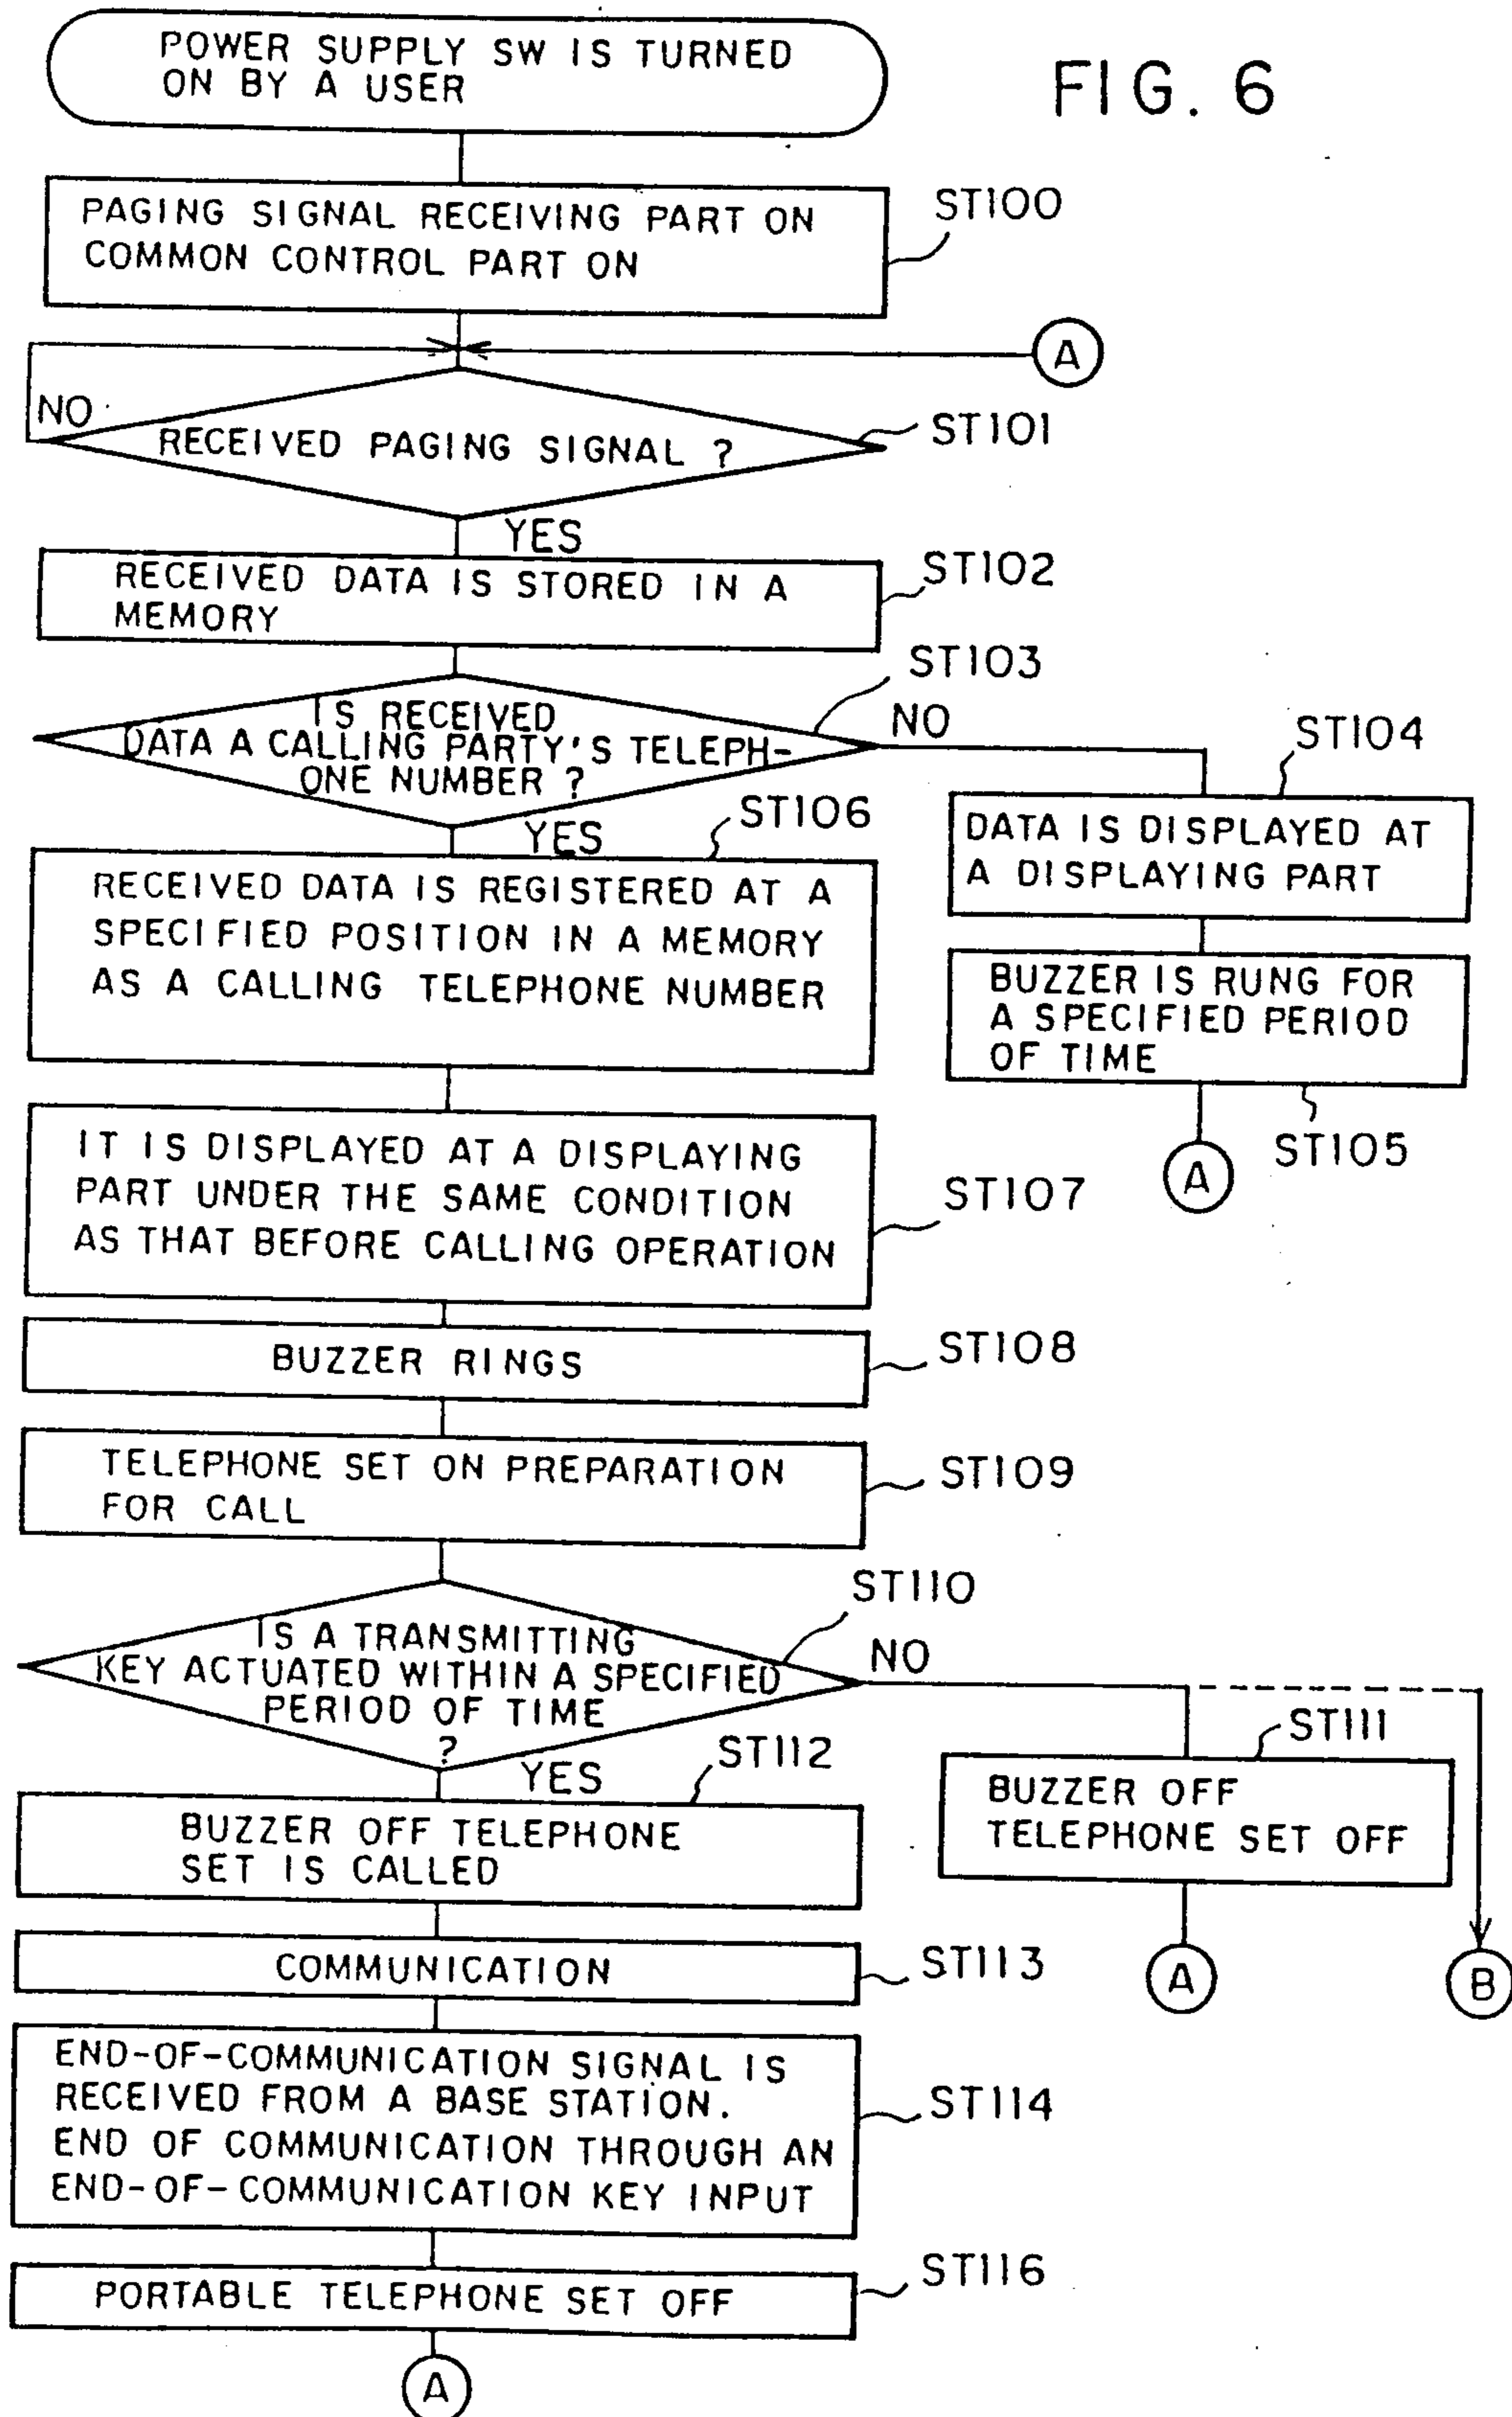 POWER SUPPLY SW IS TURNED
ON BY A USER
FIG. 6
PAGING SIGNAL RECEIVING PART ON
COMMON CONTROL PART ON
ST100
A
NO
RECEIVED PAGING SIGNAL ?
ST101
YES
RECEIVED DATA IS STORED IN A
MEMORY
ST102
ST103
IS RECEIVED
DATA A CALLING PARTY'S TELEPH-
ONE NUMBER ?
NO
ST104
DATA IS DISPLAYED AT
A DISPLAYING PART
BUZZER IS RUNG FOR
A SPECIFIED PERIOD
OF TIME
ST105
A
YES
ST106
RECEIVED DATA IS REGISTERED AT A
SPECIFIED POSITION IN A MEMORY
AS A CALLING TELEPHONE NUMBER
IT IS DISPLAYED AT A DISPLAYING
PART UNDER THE SAME CONDITION
AS THAT BEFORE CALLING OPERATION
ST107
BUZZER RINGS
ST108
TELEPHONE SET ON PREPARATION
FOR CALL
ST109
ST110
IS A TRANSMITTING
KEY ACTUATED WITHIN A SPECIFIED
PERIOD OF TIME
?
NO
ST111
BUZZER OFF
TELEPHONE SET OFF
A
B
YES
ST112
BUZZER OFF TELEPHONE
SET IS CALLED
COMMUNICATION
ST113
END-OF-COMMUNICATION SIGNAL IS
RECEIVED FROM A BASE STATION.
END OF COMMUNICATION THROUGH AN
END-OF-COMMUNICATION KEY INPUT
ST114
PORTABLE TELEPHONE SET OFF
ST116
A